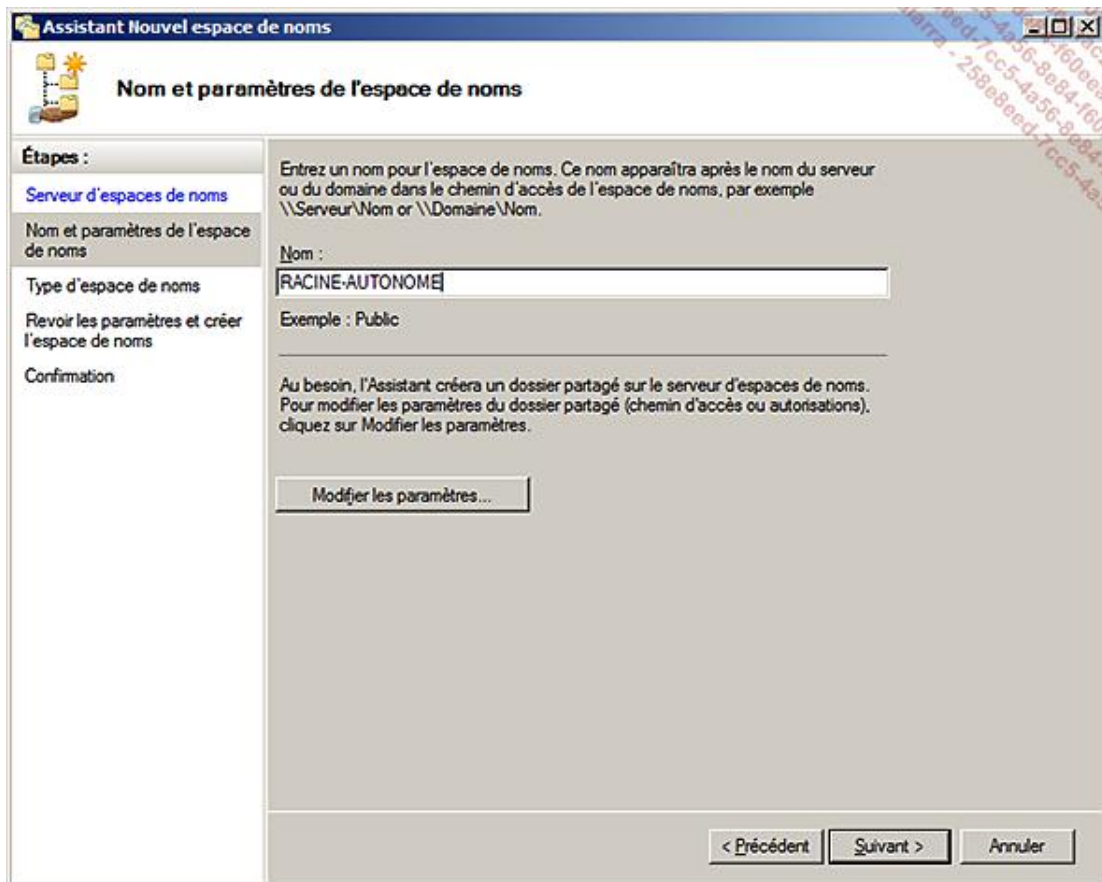 Assistant Nouvel espace de noms
Nom et paramètres de l'espace de noms
Étapes :
Serveur d'espaces de noms
Nom et paramètres de l'espace
de noms
Type d'espace de noms
Revoir les paramètres et créer
l'espace de noms
Confirmation
Entrez un nom pour l'espace de noms. Ce nom apparaîtra après le nom du serveur
ou du domaine dans le chemin d'accès de l'espace de noms, par exemple
\\Serveur\Nom or \\Domaine\Nom.
Nom :
RACINE-AUTONOME
Exemple : Public
Au besoin, l'Assistant créera un dossier partagé sur le serveur d'espaces de noms.
Pour modifier les paramètres du dossier partagé (chemin d'accès ou autorisations),
cliquez sur Modifier les paramètres.
Modifier les paramètres...
< Précédent
Suivant >
Annuler